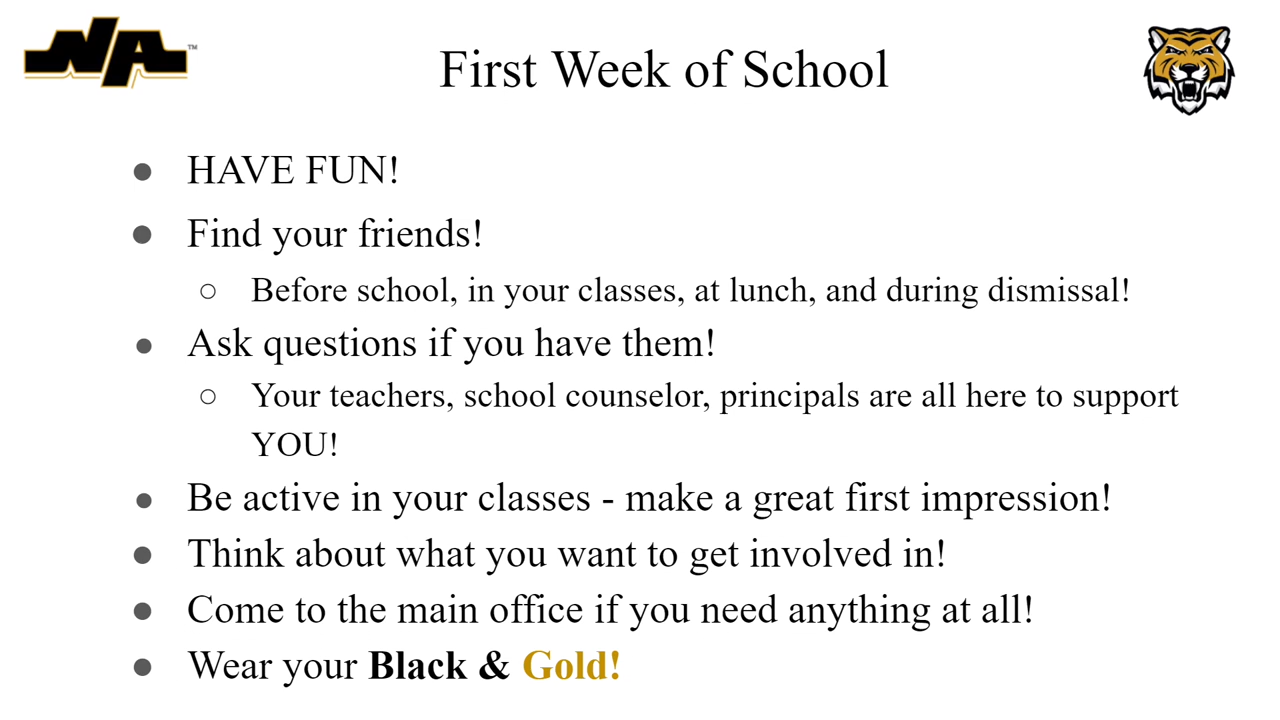 NA™
First Week of School
● HAVE FUN!
● Find your friends!
○ Before school, in your classes, at lunch, and during dismissal!
● Ask questions if you have them!
○ Your teachers, school counselor, principals are all here to support
YOU!
● Be active in your classes - make a great first impression!
● Think about what you want to get involved in!
● Come to the main office if you need anything at all!
● Wear your Black & Gold!